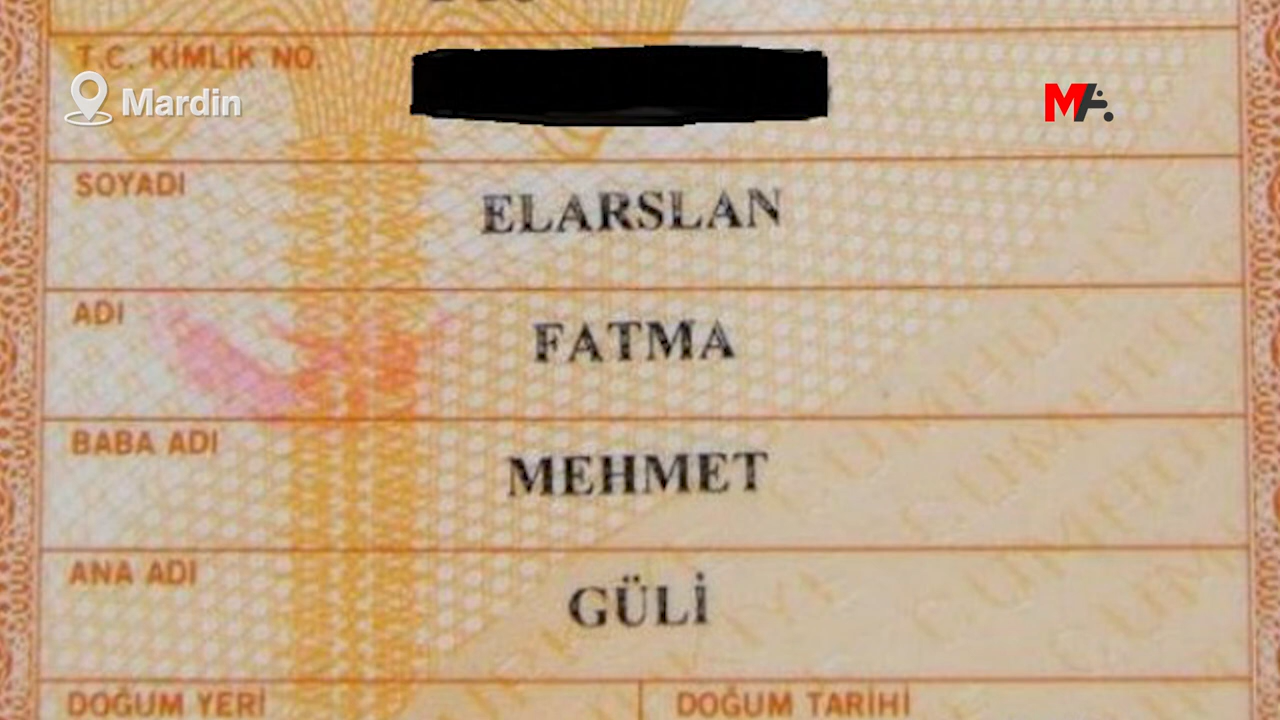 T.C. KİMLİK NO.
Mardin
MA
SOYADI
ELARSLAN
ADI
FATMA
BABA ADI
MEHMET
ANA ADI
GÜLİ
DOĞUM YERİ
DOĞUM TARİHİ